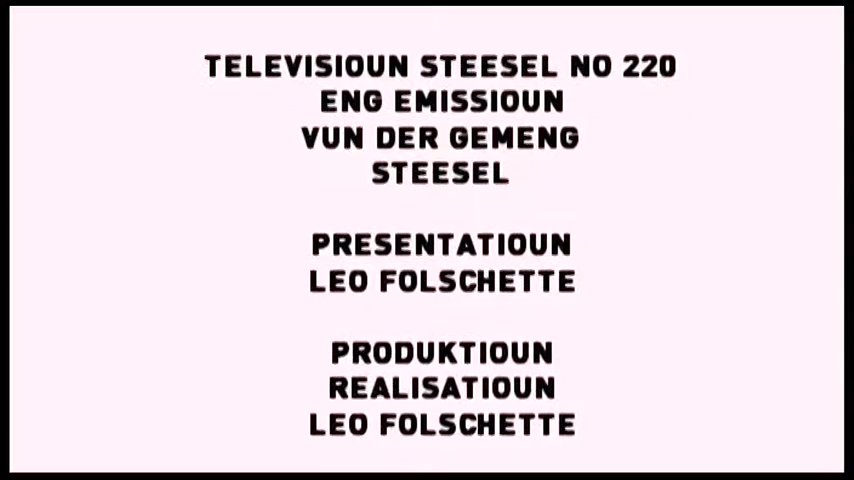 TELEVISIOUN STEESEL NO 220
ENG EMISSIOUN
VUN DER GEMENG
STEESEL
PRESENTATIOUN
LEO FOLSCHETTE
PRODUKTIOUN
REALISATIOUN
LEO FOLSCHETTE